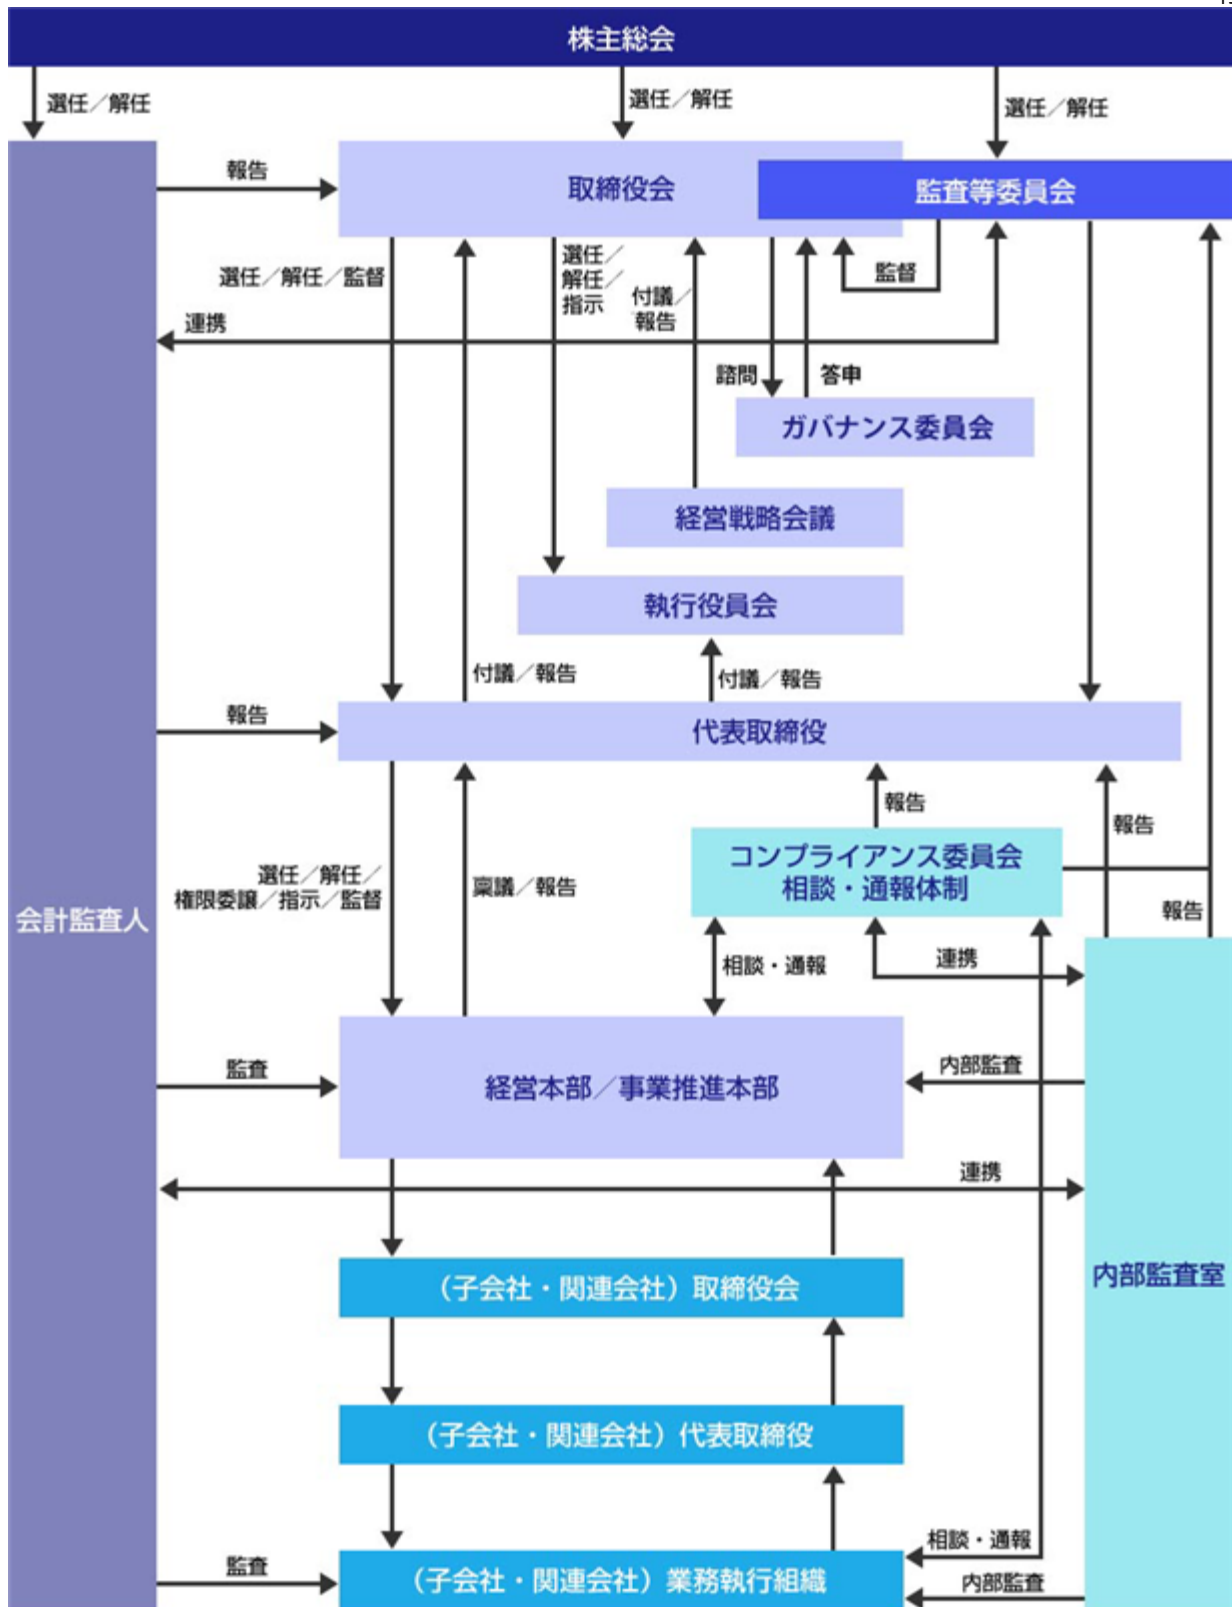 株主総会
選任／解任
選任／解任
選任／解任
報告
取締役会
監査等委員会
選任／解任／監督
選任／
解任／
指示
付議／
報告
監督
連携
諮問
答申
ガバナンス委員会
経営戦略会議
執行役員会
付議／報告
付議／報告
報告
代表取締役
報告
報告
コンプライアンス委員会
相談・通報体制
選任／解任／
権限委譲／指示／監督
稟議／報告
報告
会計監査人
相談・通報
連携
監査
経営本部／事業推進本部
内部監査
連携
（子会社・関連会社）取締役会
内部監査室
（子会社・関連会社）代表取締役
相談・通報
監査
（子会社・関連会社）業務執行組織
内部監査